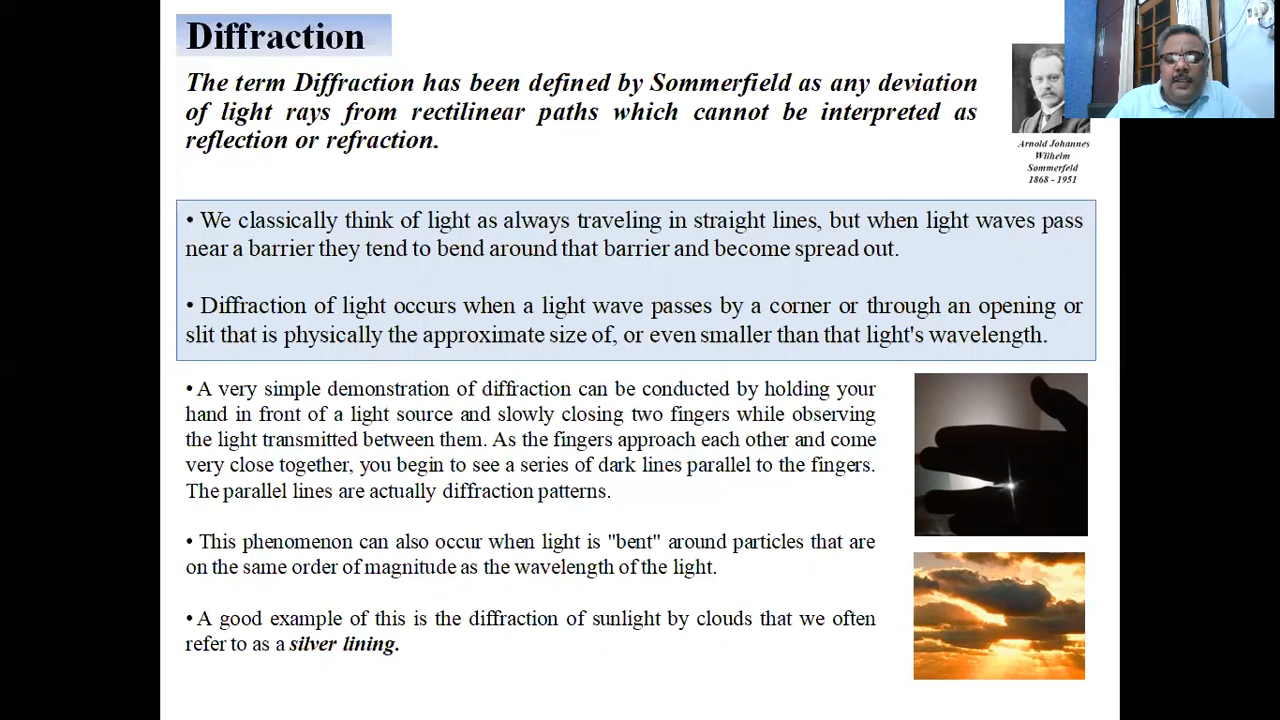 Diffraction
The term Diffraction has been defined by Sommerfield as any deviation
of light rays from rectilinear paths which cannot be interpreted as
reflection or refraction.
Arnold Johannes
Wilhelm
Sommerfeld
1868 - 1951
• We classically think of light as always traveling in straight lines, but when light waves pass
near a barrier they tend to bend around that barrier and become spread out.
• Diffraction of light occurs when a light wave passes by a corner or through an opening or
slit that is physically the approximate size of, or even smaller than that light's wavelength.
• A very simple demonstration of diffraction can be conducted by holding your
hand in front of a light source and slowly closing two fingers while observing
the light transmitted between them. As the fingers approach each other and come
very close together, you begin to see a series of dark lines parallel to the fingers.
The parallel lines are actually diffraction patterns.
• This phenomenon can also occur when light is "bent" around particles that are
on the same order of magnitude as the wavelength of the light.
• A good example of this is the diffraction of sunlight by clouds that we often
refer to as a silver lining.